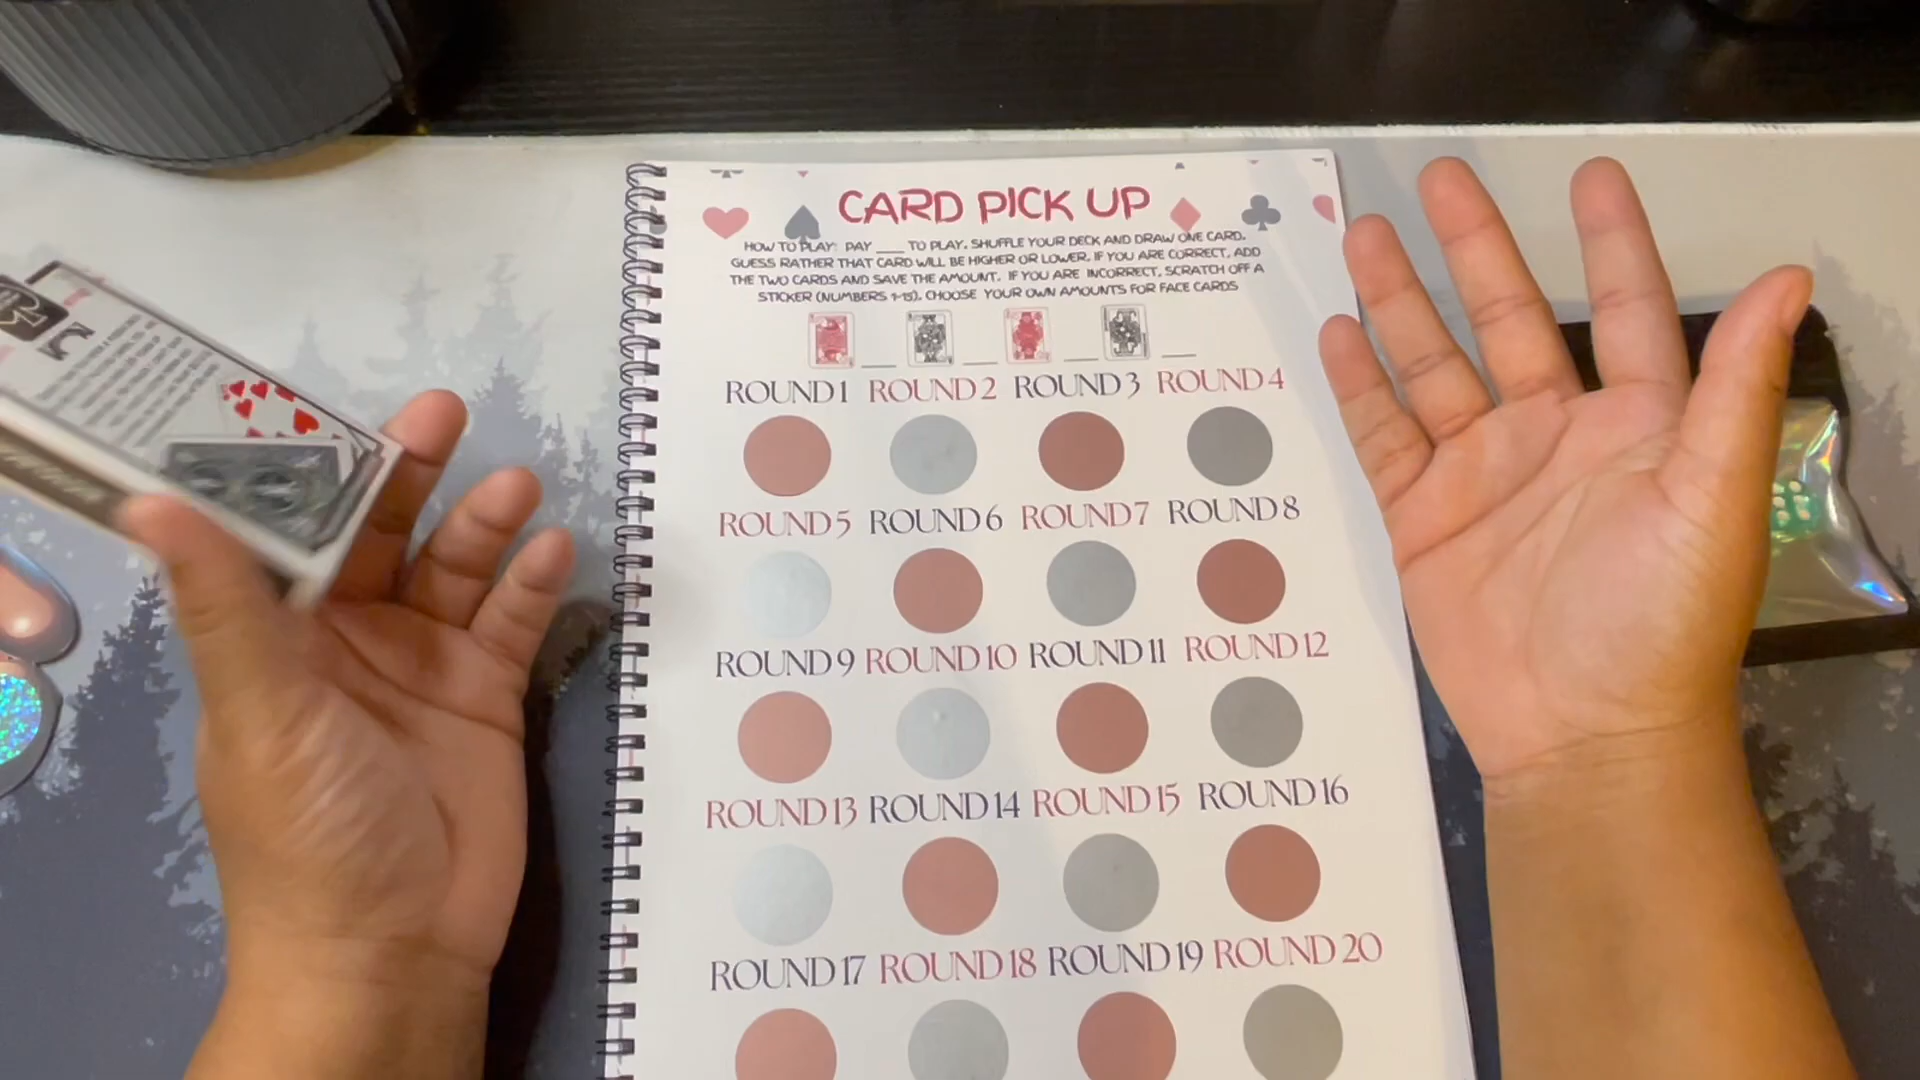 CARD PICK UP
HOW TO PLAY: PAY ____ TO PLAY. SHUFFLE YOUR DECK AND DRAW ONE CARD.
GUESS RATHER THAT CARD WILL BE HIGHER OR LOWER. IF YOU ARE CORRECT, ADD
THE TWO CARDS AND SAVE THE AMOUNT. IF YOU ARE INCORRECT, SCRATCH OFF A
STICKER (NUMBERS 1-15). CHOOSE YOUR OWN AMOUNTS FOR FACE CARDS
ROUND 1 ROUND 2 ROUND 3 ROUND 4
ROUND 5 ROUND 6 ROUND 7 ROUND 8
ROUND 9 ROUND 10 ROUND 11 ROUND 12
ROUND 13 ROUND 14 ROUND 15 ROUND 16
ROUND 17 ROUND 18 ROUND 19 ROUND 20